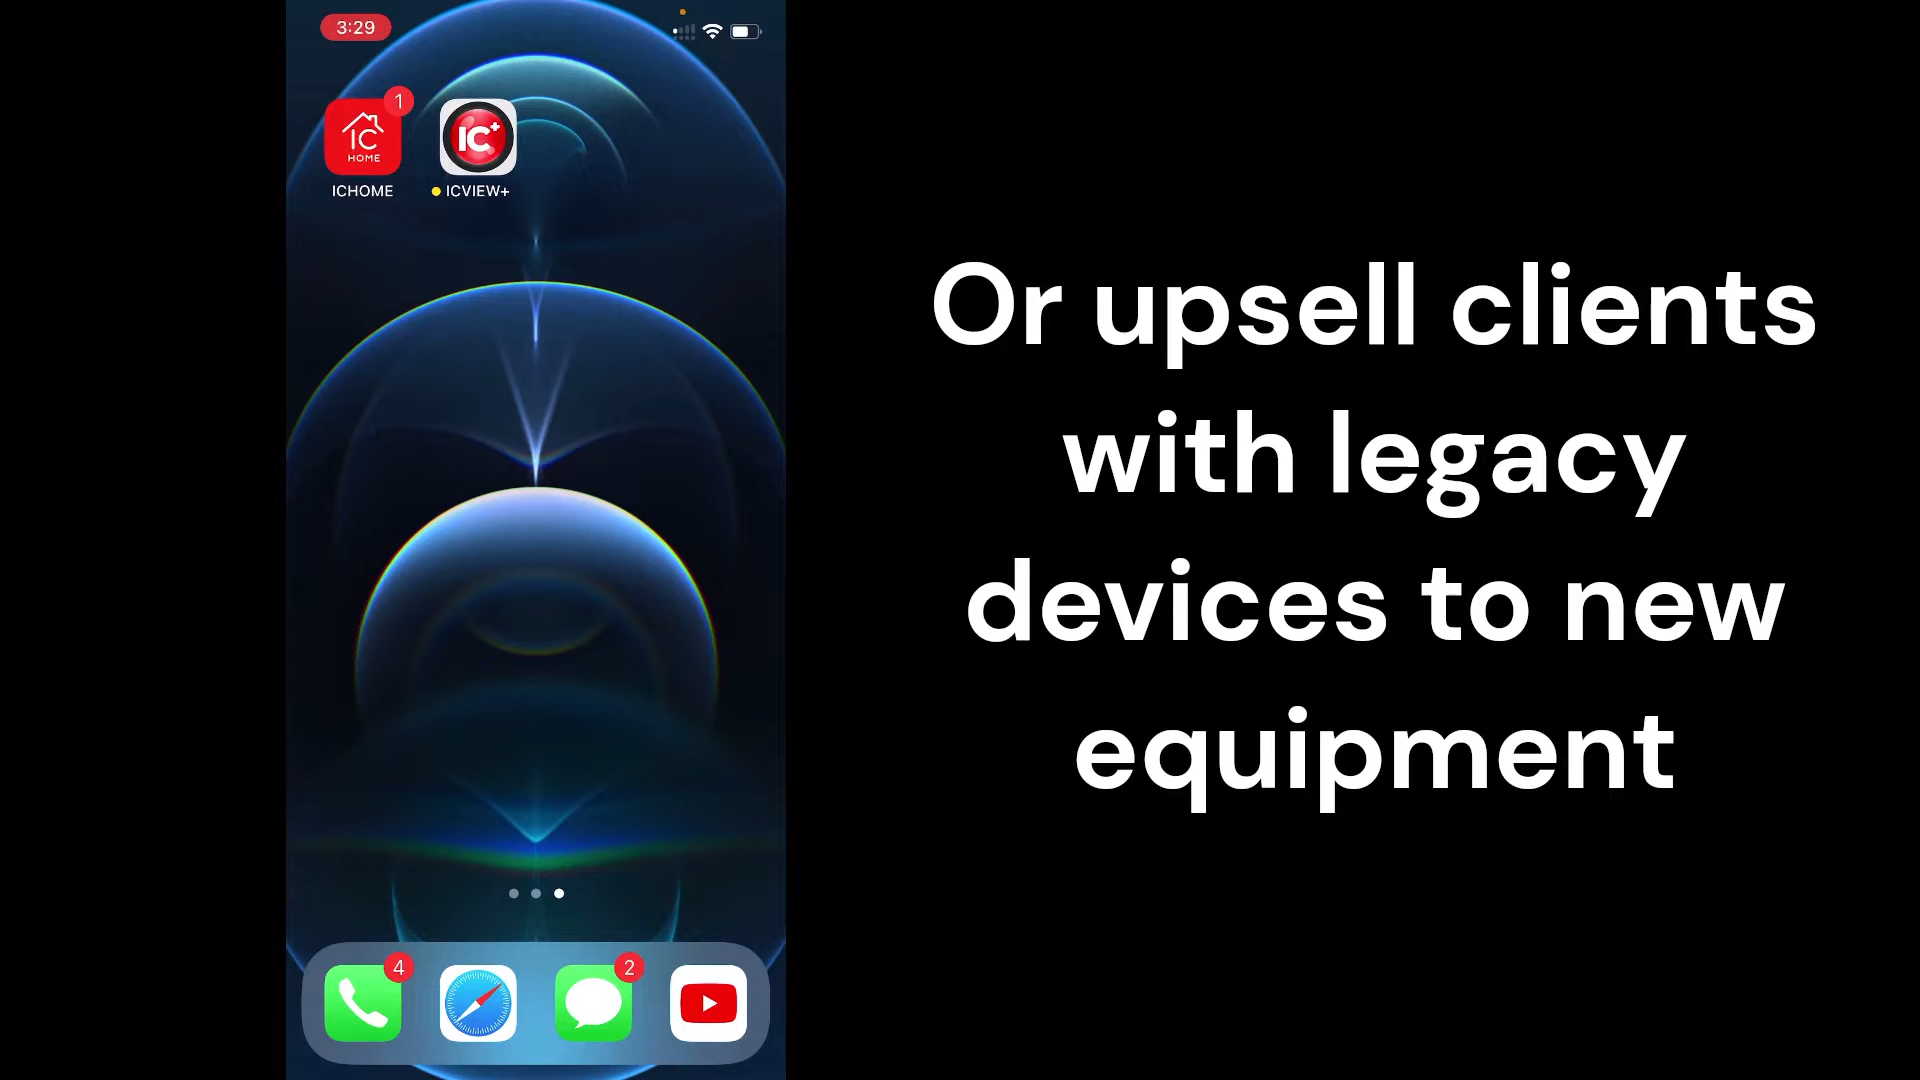 3:29
1
IC
HOME
IC+
ICHOME
ICVIEW+
Or upsell clients
with legacy
devices to new
equipment
4
2